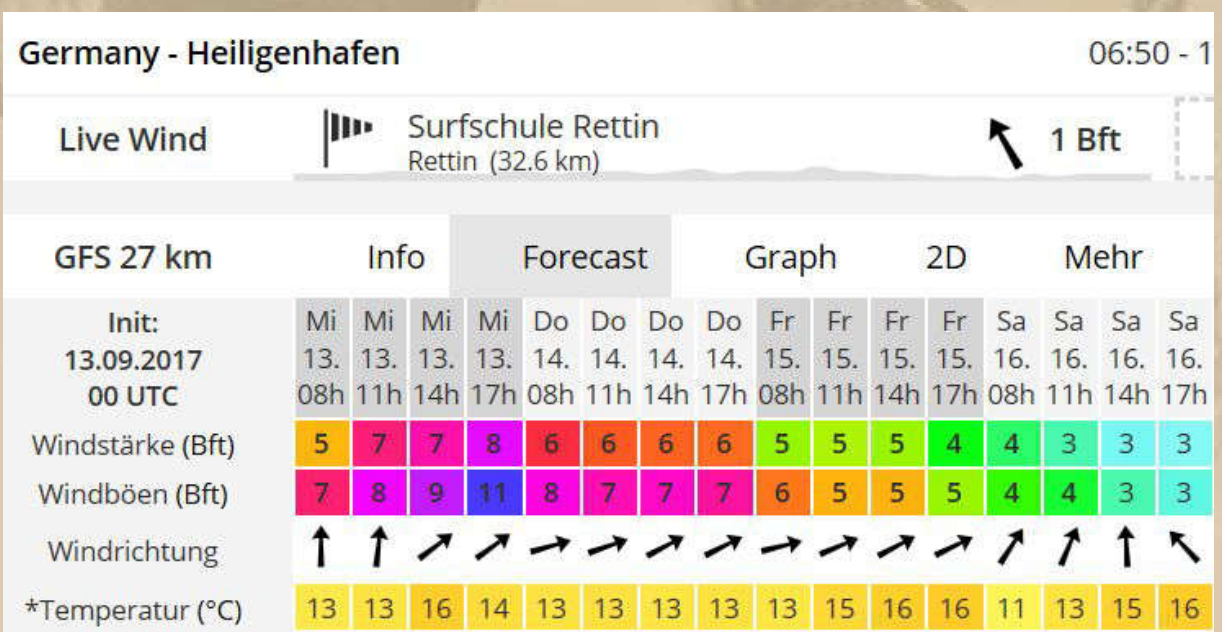 Germany - Heiligenhafen 06:50 - 1
Live Wind Surfschule Rettin 1 Bft
Rettin (32.6 km)
GFS 27 km Info Forecast Graph 2D Mehr
Init: Mi Mi Mi Mi Do Do Do Do Fr Fr Fr Fr Sa Sa Sa Sa
13.09.2017 13. 13. 13. 13. 14. 14. 14. 14. 15. 15. 15. 15. 16. 16. 16. 16.
00 UTC 08h 11h 14h 17h 08h 11h 14h 17h 08h 11h 14h 17h 08h 11h 14h 17h
Windstärke (Bft) 5 7 7 8 6 6 6 6 5 5 5 4 4 3 3 3
Windböen (Bft) 7 8 9 11 8 7 7 7 6 5 5 5 4 4 3 3
Windrichtung
*Temperatur (°C) 13 13 16 14 13 13 13 13 13 15 16 16 11 13 15 16